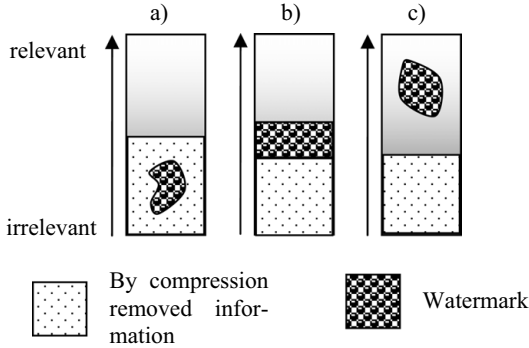 a)
b)
c)
relevant
irrelevant
By compression
removed infor-
mation
Watermark